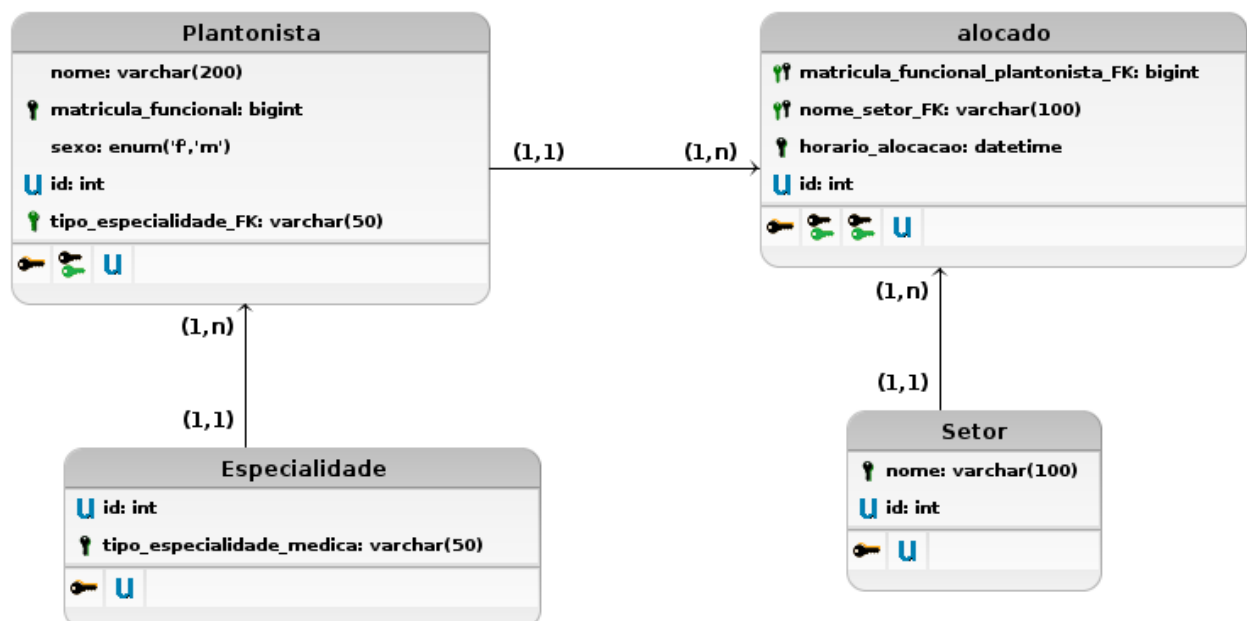 Plantonista
nome: varchar(200)
matricula_funcional: bigint
sexo: enum('f','m')
U id: int
tipo_especialidade_FK: varchar(50)
U
alocado
matricula_funcional_plantonista_FK: bigint
nome_setor_FK: varchar(100)
horario_alocacao: datetime
U id: int
U
(1,1)
(1,n)
(1,n)
(1,1)
(1,n)
(1,1)
Especialidade
U id: int
tipo_especialidade_medica: varchar(50)
U
Setor
nome: varchar(100)
U id: int
U